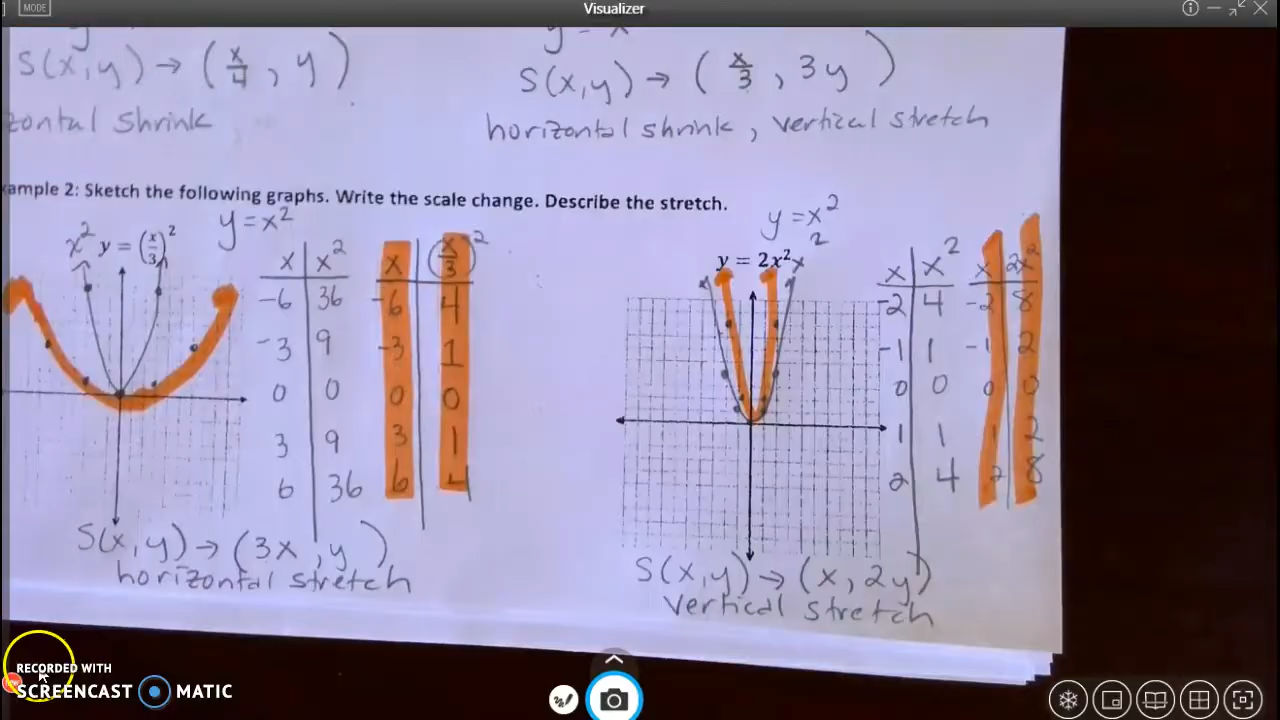 MODE
Visualizer
S(x,y) → (x/4, y)
zontal shrink
y = x
S(x,y) → (x/3, 3y)
horizontal shrink, vertical stretch
ample 2: Sketch the following graphs. Write the scale change. Describe the stretch.
y = x²
x² y = (x/3)²
x | x²
-6 | 36
-3 | 9
0 | 0
3 | 9
6 | 36
x | (x/3)²
-6 | 4
-3 | 1
0 | 0
3 | 1
6 | 4
S(x,y) → (3x, y)
horizontal stretch
y = x²
y = 2x² x²
x | x²
-2 | 4
-1 | 1
0 | 0
1 | 1
2 | 4
x | 2x²
-2 | 8
-1 | 2
0 | 0
1 | 2
2 | 8
S(x,y) → (x, 2y)
vertical stretch
RECORDED WITH
SCREENCAST MATIC